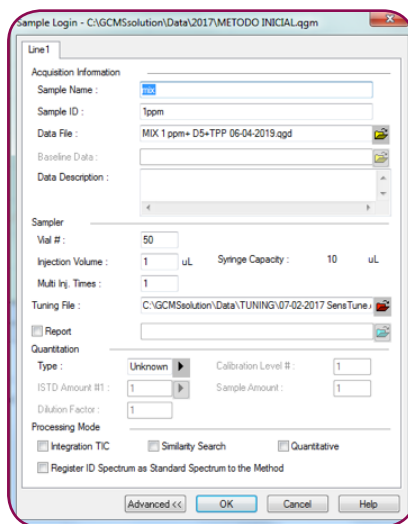 Sample Login - C:\GCMSsolution\Data\2017\METODO INICIAL.qgm
Line1
Acquisition Information
Sample Name : mix
Sample ID : 1ppm
Data File : MIX 1 ppm+ D5+TPP 06-04-2019.qgd
Baseline Data :
Data Description :
Sampler
Vial # : 50
Injection Volume : 1 uL Syringe Capacity : 10 uL
Multi Inj. Times : 1
Tuning File : C:\GCMSsolution\Data\TUNING\07-02-2017 SensTune.
Report
Quantitation
Type : Unknown Calibration Level # : 1
ISTD Amount #1 : 1 Sample Amount : 1
Dilution Factor : 1
Processing Mode
Integration TIC Similarity Search Quantitative
Register ID Spectrum as Standard Spectrum to the Method
Advanced << OK Cancel Help